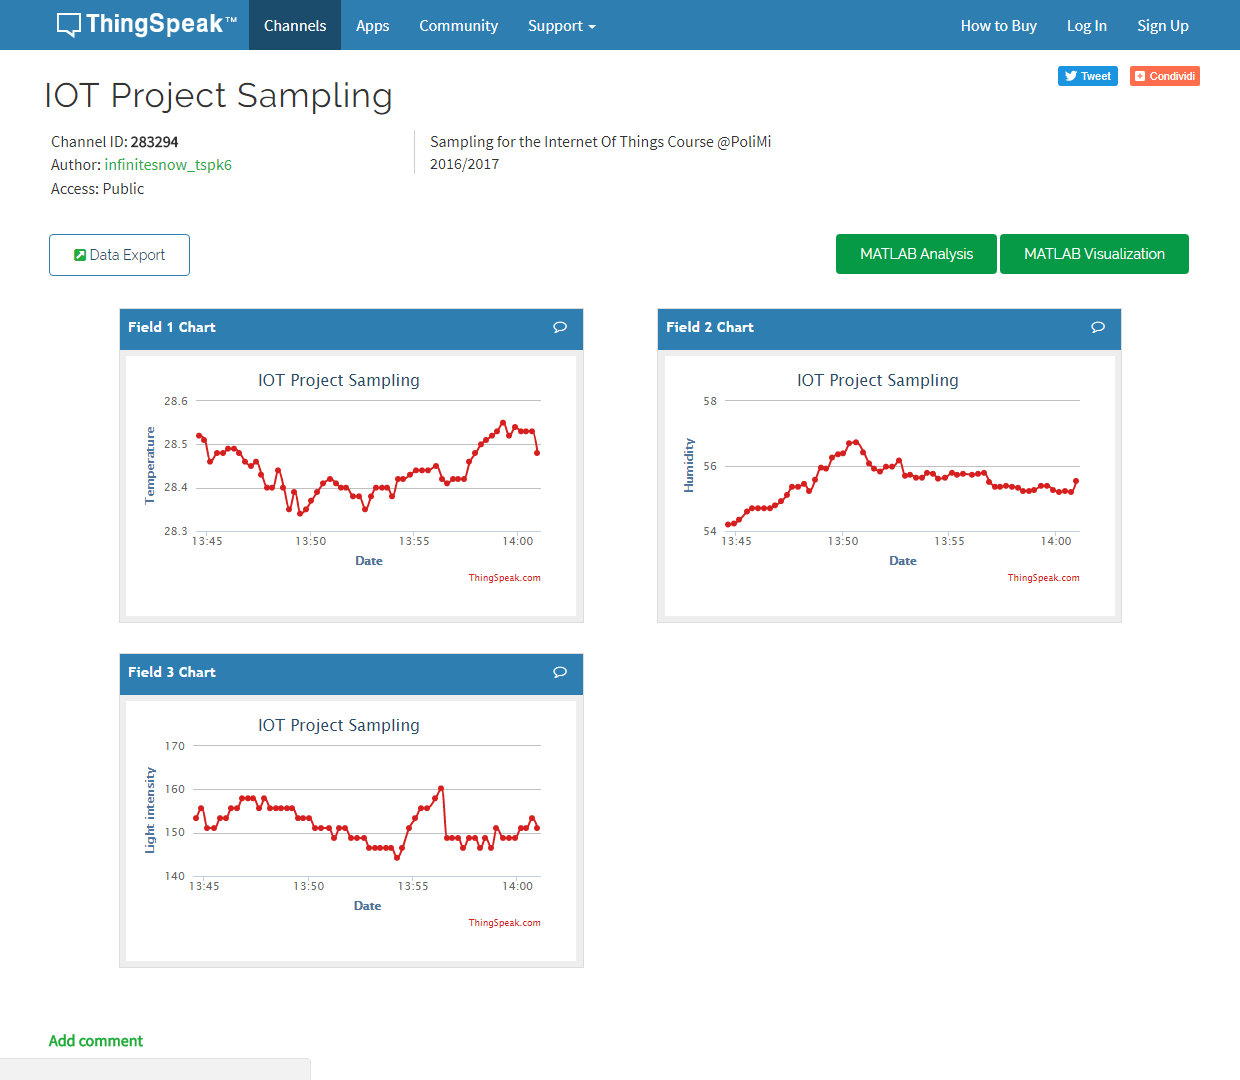 ThingSpeak™
Channels
Apps
Community
Support
How to Buy
Log In
Sign Up
Tweet
Condividi
IOT Project Sampling
Channel ID: 283294
Author: infinitesnow_tspk6
Access: Public
Sampling for the Internet Of Things Course @PoliMi
2016/2017
Data Export
MATLAB Analysis
MATLAB Visualization
Field 1 Chart
IOT Project Sampling
Temperature
28.6
28.5
28.4
28.3
13:45
13:50
13:55
14:00
Date
ThingSpeak.com
Field 2 Chart
IOT Project Sampling
Humidity
58
56
54
13:45
13:50
13:55
14:00
Date
ThingSpeak.com
Field 3 Chart
IOT Project Sampling
Light intensity
170
160
150
140
13:45
13:50
13:55
14:00
Date
ThingSpeak.com
Add comment